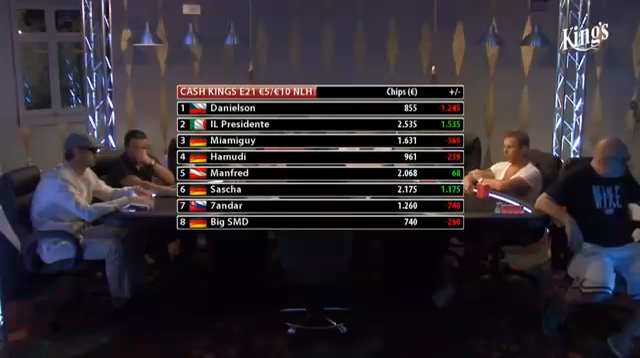 King's
CASH KINGS E21 €5/€10 NLH Chips (€) +/-
1 Danielson 855 -1.245
2 IL Presidente 2.535 1.535
3 Miamiguy 1.631 -369
4 Hamudi 961 -239
5 Manfred 2.068 68
6 Sascha 2.175 1.175
7 7andar 1.260 -740
8 Big SMD 740 -260
NIKE